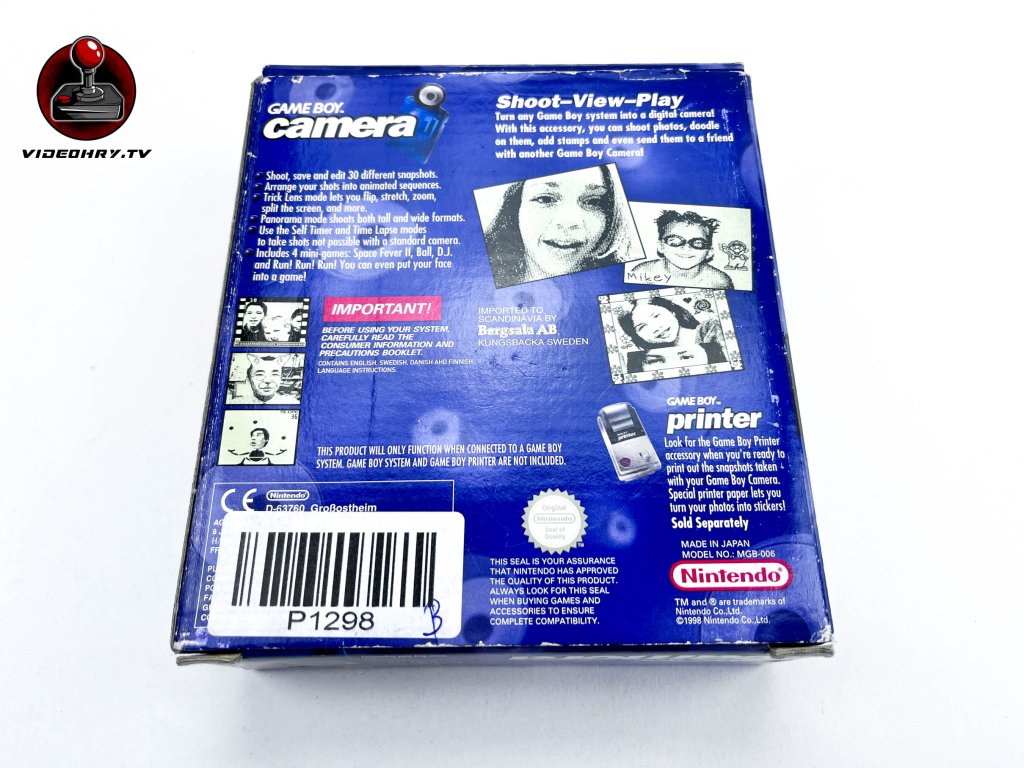 VIDEOHRY.TV
GAME BOY™
camera
Shoot–View–Play
Turn any Game Boy system into a digital camera!
With this accessory, you can shoot photos, doodle
on them, add stamps and even send them to a friend
with another Game Boy Camera!
Shoot, save and edit 30 different snapshots.
Arrange your shots into animated sequences.
Trick Lens mode lets you flip, stretch, zoom,
split the screen, and more.
Panorama mode shoots both tall and wide formats.
Use the Self Timer and Time Lapse modes
to take shots not possible with a standard camera.
Includes 4 mini-games: Space Fever II, Ball, D.J.
and Run! Run! Run! You can even put your face
into a game!
Mikey
IMPORTANT!
BEFORE USING YOUR SYSTEM,
CAREFULLY READ THE
CONSUMER INFORMATION AND
PRECAUTIONS BOOKLET.
CONTAINS ENGLISH, SWEDISH, DANISH AND FINNISH
LANGUAGE INSTRUCTIONS.
IMPORTED TO
SCANDINAVIA BY
Bergsala AB
KUNGSBACKA SWEDEN
THIS PRODUCT WILL ONLY FUNCTION WHEN CONNECTED TO A GAME BOY
SYSTEM. GAME BOY SYSTEM AND GAME BOY PRINTER ARE NOT INCLUDED.
GAME BOY™
printer
Look for the Game Boy Printer
accessory when you're ready to
print out the snapshots taken
with your Game Boy Camera.
Special printer paper lets you
turn your photos into stickers!
Sold Separately
CE
Nintendo
D-63760 Großostheim
P1298
B
Original
Nintendo
Seal of
Quality
THIS SEAL IS YOUR ASSURANCE
THAT NINTENDO HAS APPROVED
THE QUALITY OF THIS PRODUCT.
ALWAYS LOOK FOR THIS SEAL
WHEN BUYING GAMES AND
ACCESSORIES TO ENSURE
COMPLETE COMPATIBILITY.
MADE IN JAPAN
MODEL NO.: MGB-006
Nintendo®
TM and ® are trademarks of
Nintendo Co.,Ltd.
©1998 Nintendo Co.,Ltd.